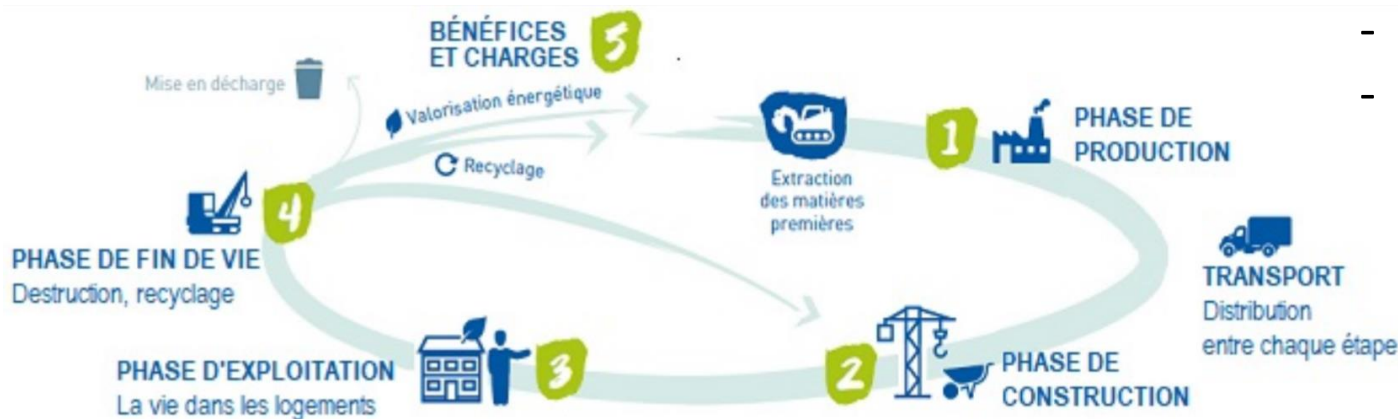 BÉNÉFICES
ET CHARGES
5
-
-
Mise en décharge
Valorisation énergétique
Recyclage
Extraction
des matières
premières
1
PHASE DE
PRODUCTION
4
PHASE DE FIN DE VIE
Destruction, recyclage
TRANSPORT
Distribution
entre chaque étape
PHASE D'EXPLOITATION
La vie dans les logements
3
2
PHASE DE
CONSTRUCTION